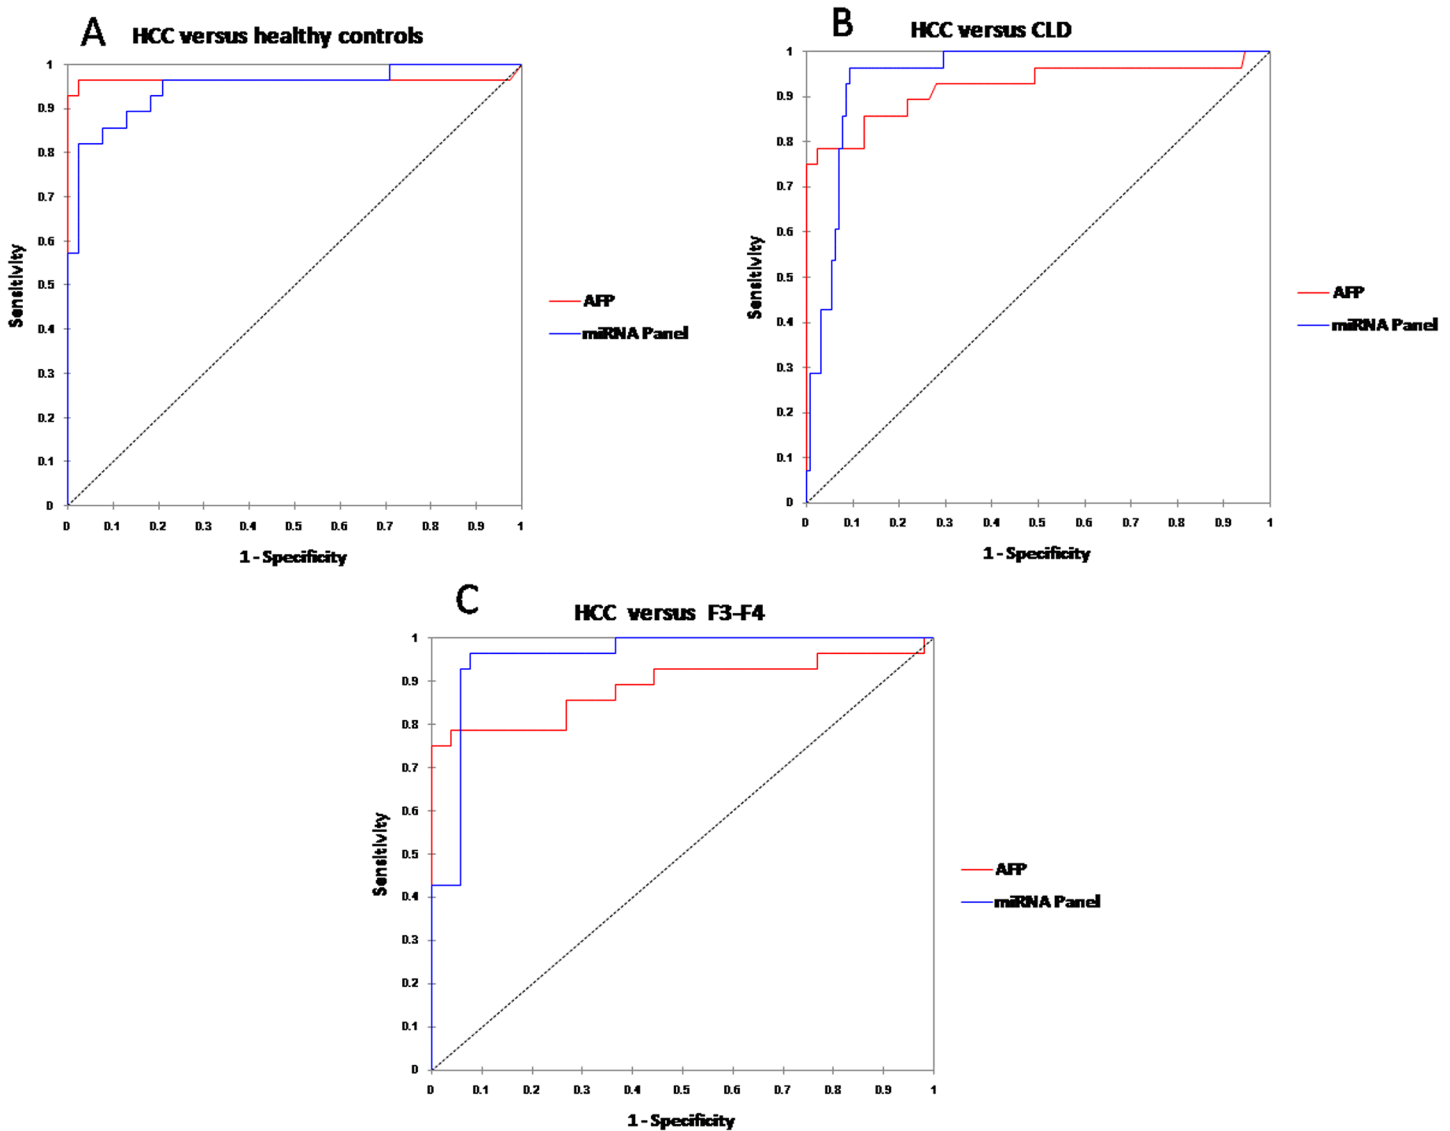 A
HCC versus healthy controls
1
0.9
0.8
0.7
0.6
0.5
0.4
0.3
0.2
0.1
0
Sensitivity
0 0.1 0.2 0.3 0.4 0.5 0.6 0.7 0.8 0.9 1
1 - Specificity
AFP
miRNA Panel
B
HCC versus CLD
1
0.9
0.8
0.7
0.6
0.5
0.4
0.3
0.2
0.1
0
Sensitivity
0 0.1 0.2 0.3 0.4 0.5 0.6 0.7 0.8 0.9 1
1 - Specificity
AFP
miRNA Panel
C
HCC versus F3-F4
1
0.9
0.8
0.7
0.6
0.5
0.4
0.3
0.2
0.1
0
Sensitivity
0 0.1 0.2 0.3 0.4 0.5 0.6 0.7 0.8 0.9 1
1 - Specificity
AFP
miRNA Panel